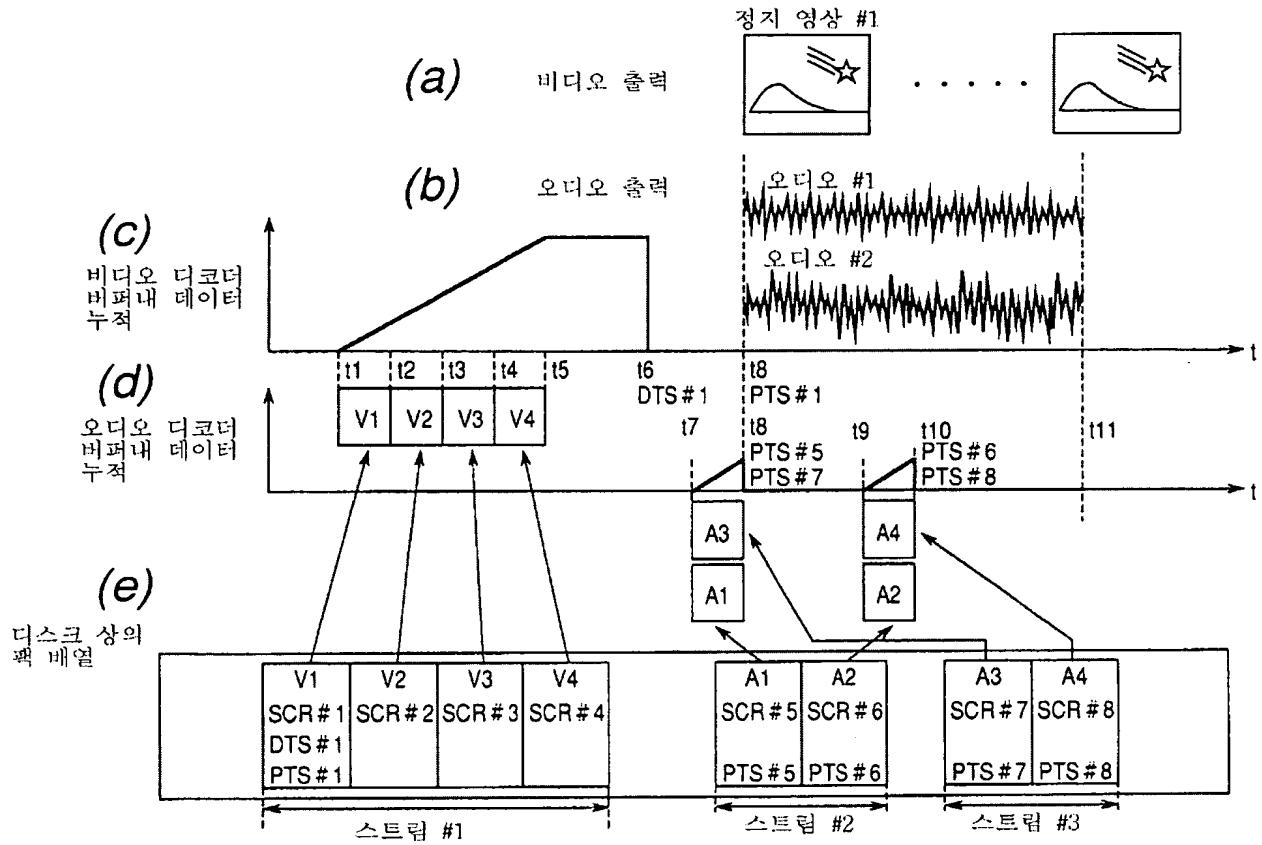 정지 영상 #1
(a)
비디오 출력
(b)
오디오 출력
오디오 #1
오디오 #2
(c)
비디오 디코더
버퍼내 데이터
누적
t
t1 t2 t3 t4 t5 t6 t8
DTS#1 PTS#1
V1 V2 V3 V4
(d)
오디오 디코더
버퍼내 데이터
누적
t7 t8 t9 t10 t11
PTS#5 PTS#6
PTS#7 PTS#8
t
A3 A4
A1 A2
(e)
디스크 상의
팩 배열
V1 V2 V3 V4 A1 A2 A3 A4
SCR#1 SCR#2 SCR#3 SCR#4 SCR#5 SCR#6 SCR#7 SCR#8
DTS#1
PTS#1 PTS#5 PTS#6 PTS#7 PTS#8
스트림 #1 스트림 #2 스트림 #3